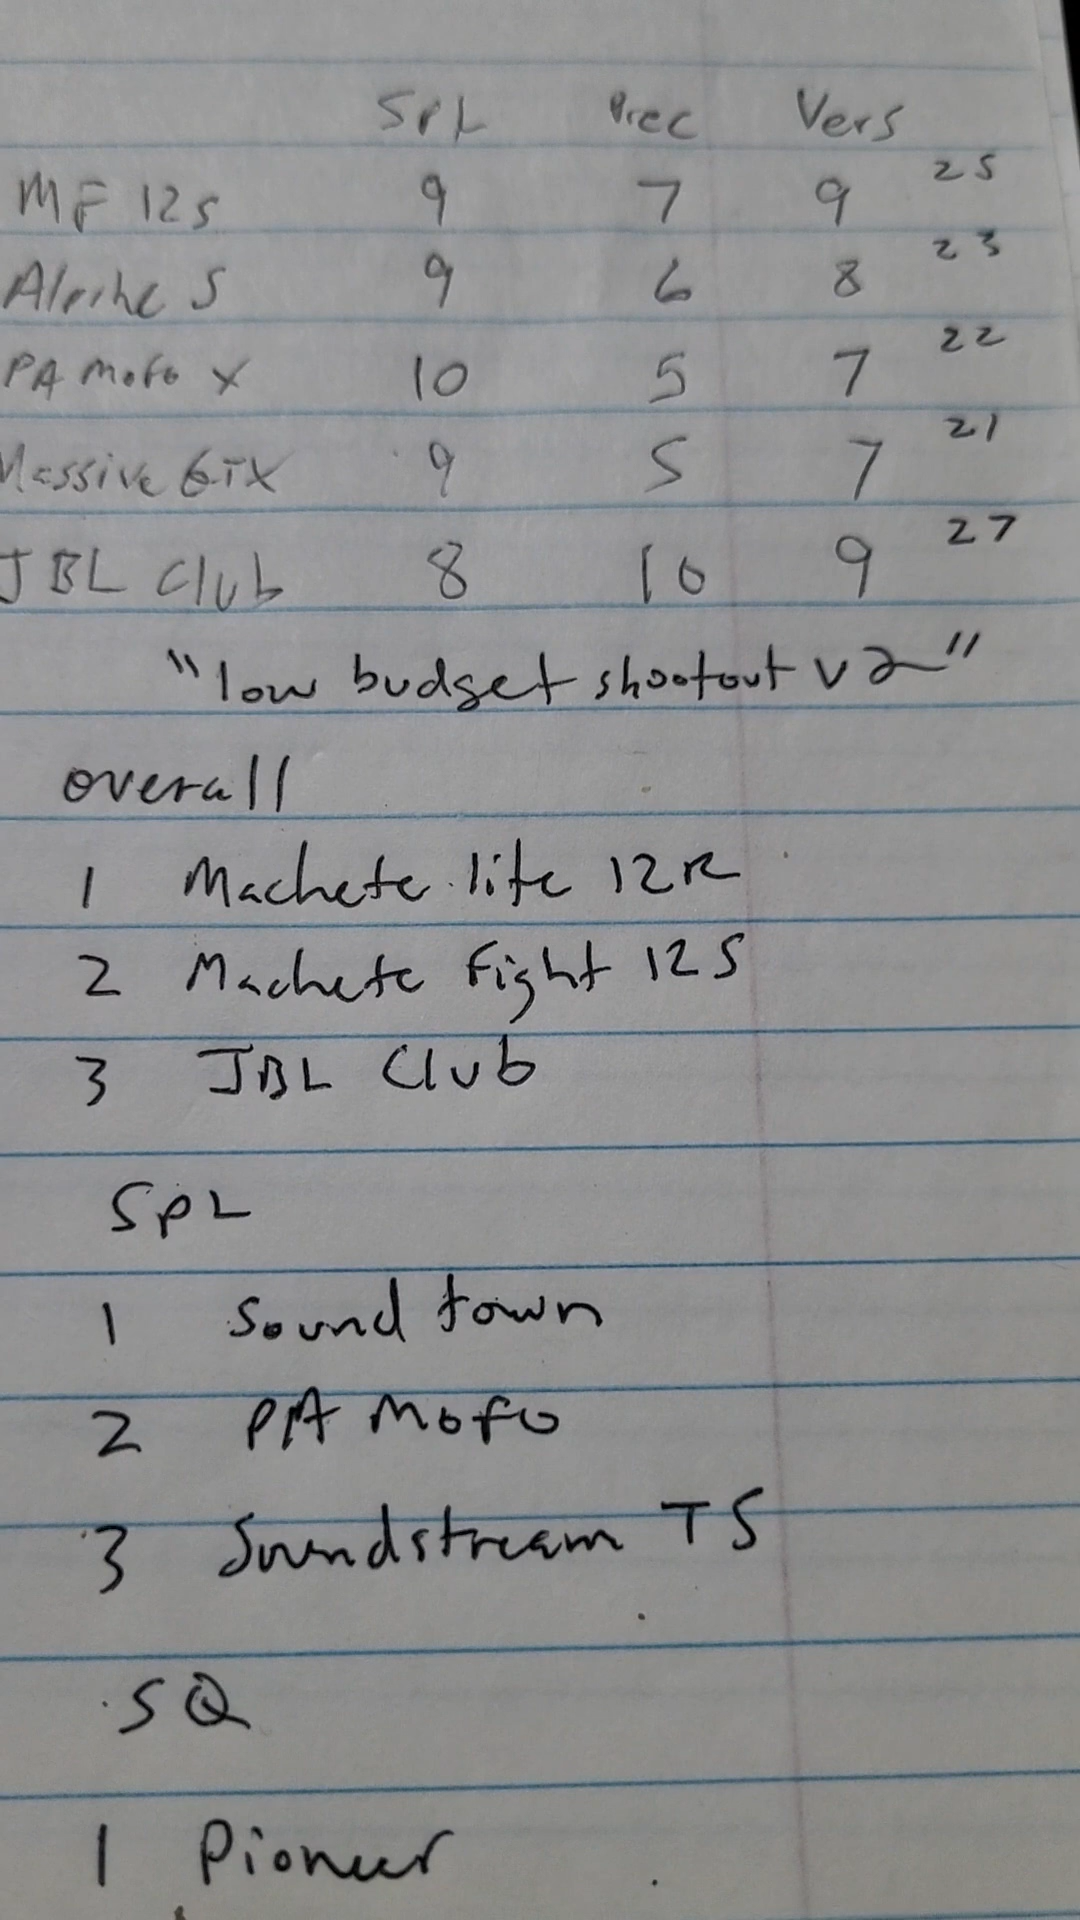 SPL Prec Vers
MF 12s 9 7 9 25
Alpine S 9 6 8 23
PA Mofo X 10 5 7 22
Massive GTX 9 5 7 21
JBL Club 8 10 9 27
"low budget shootout v2"
overall
1 Machete lite 12R
2 Machete Fight 12S
3 JBL Club
SPL
1 Sound town
2 PA Mofo
3 Soundstream TS
SQ
1 Pioneer